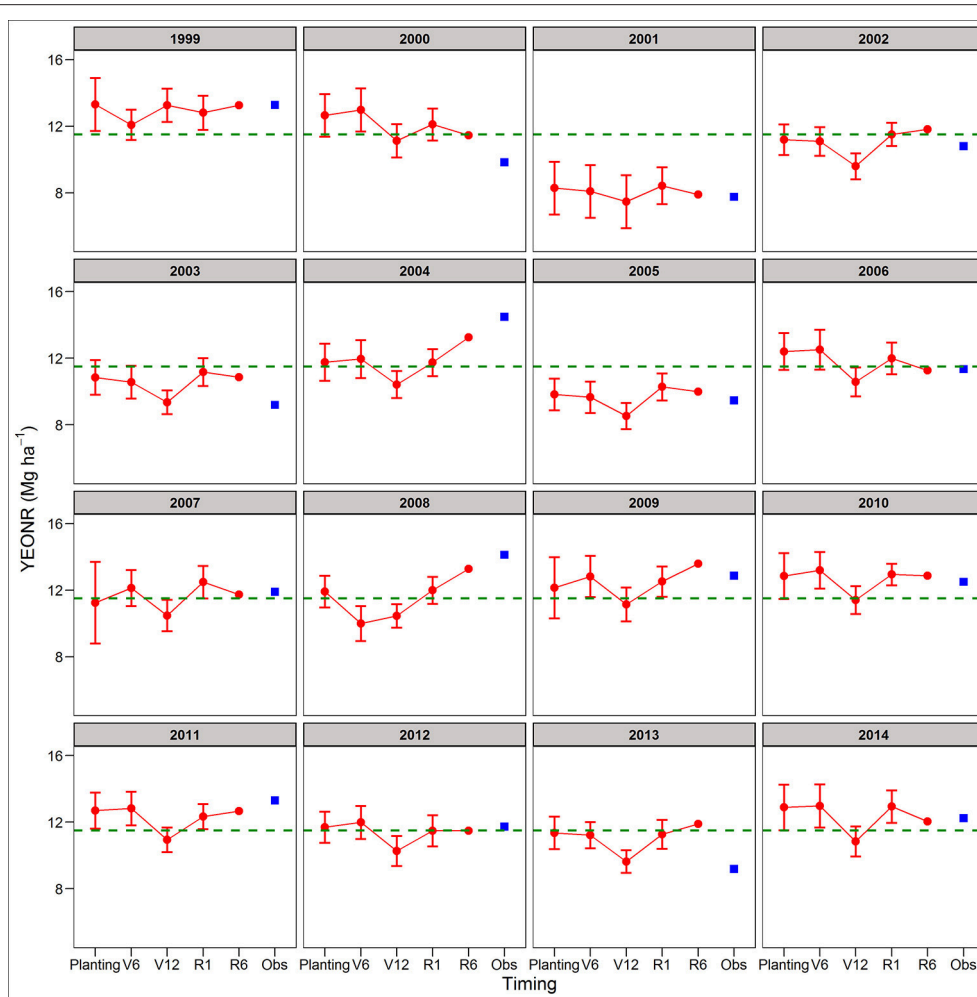 1999 2000 2001 2002
16
12
8
2003 2004 2005 2006
16
12
8
YEONR (Mg ha⁻¹)
2007 2008 2009 2010
16
12
8
2011 2012 2013 2014
16
12
8
Planting V6 V12 R1 R6 Obs Planting V6 V12 R1 R6 Obs Planting V6 V12 R1 R6 Obs Planting V6 V12 R1 R6 Obs
Timing